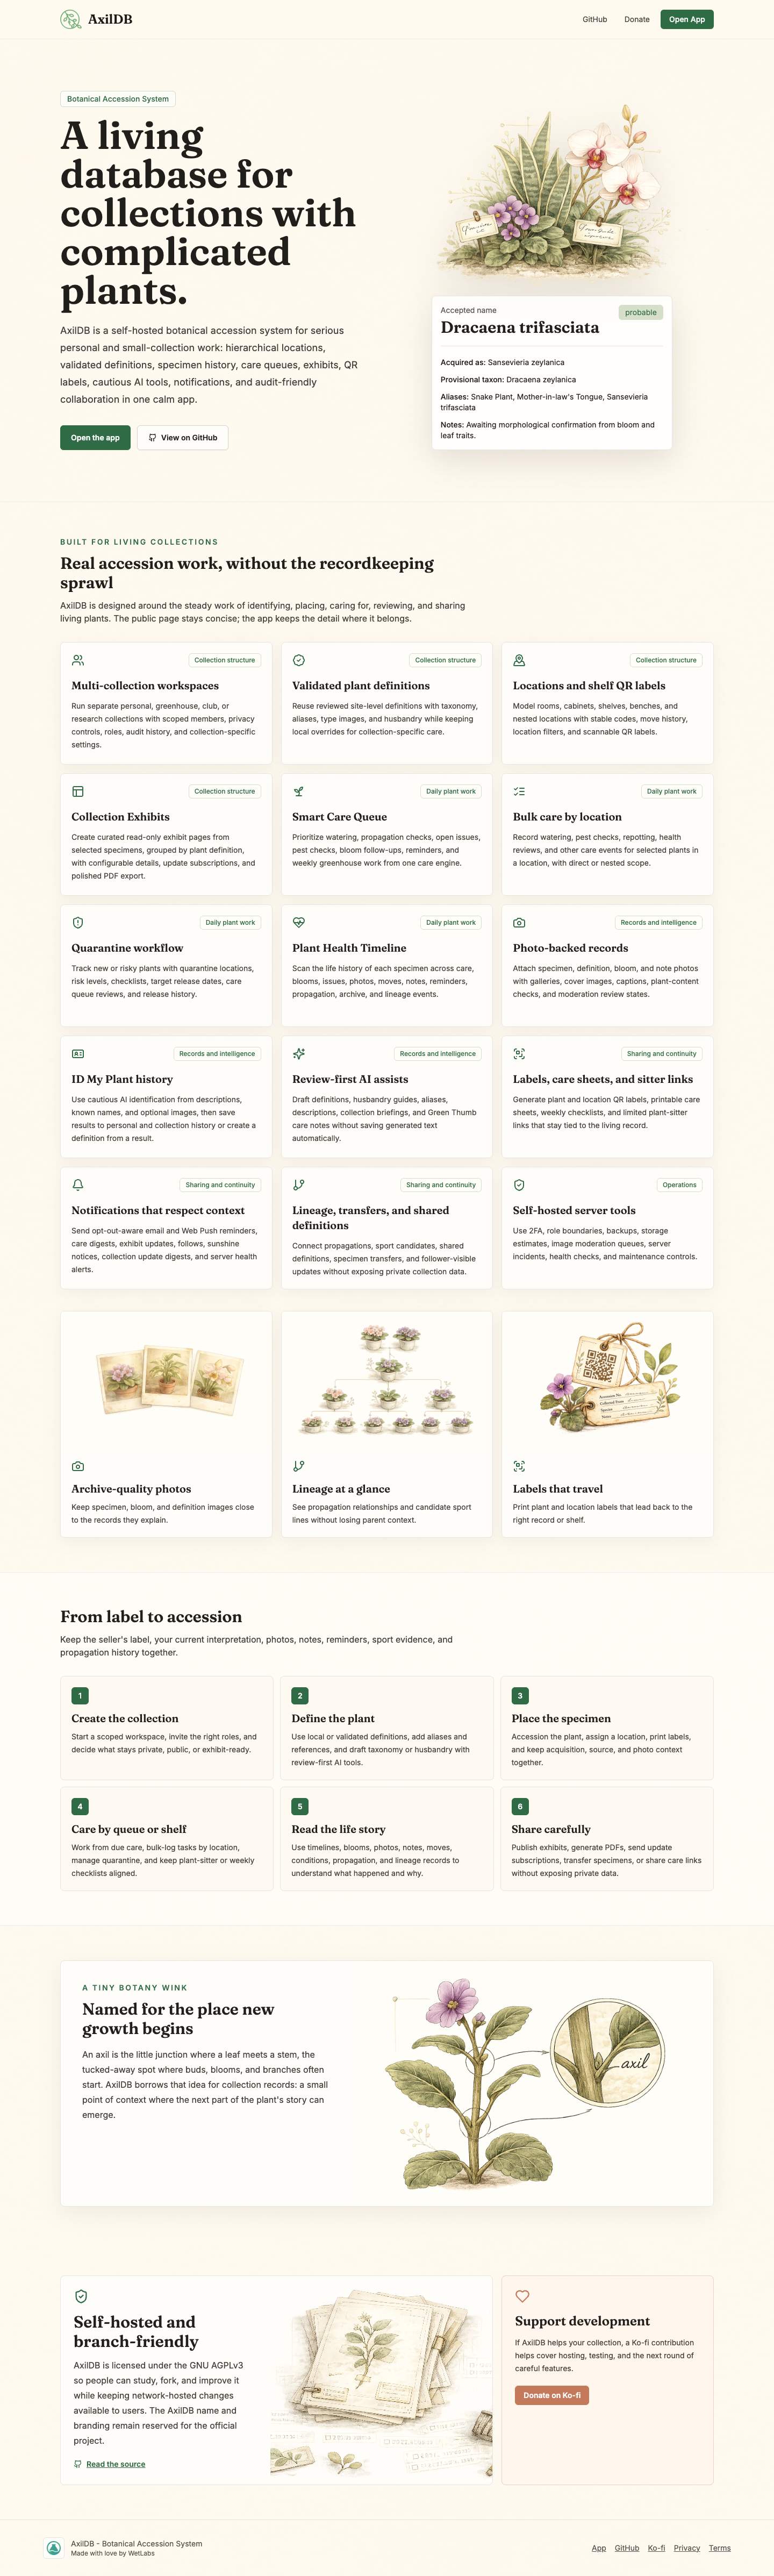 AxilDB
GitHub
Donate
Open App
Botanical Accession System
A living
database for
collections with
complicated
plants.
AxilDB is a self-hosted botanical accession system for serious
personal and small-collection work: hierarchical locations,
validated definitions, specimen history, care queues, exhibits, QR
labels, cautious AI tools, notifications, and audit-friendly
collaboration in one calm app.
Open the app
View on GitHub
Accepted name
probable
Dracaena trifasciata
Acquired as: Sansevieria zeylanica
Provisional taxon: Dracaena zeylanica
Aliases: Snake Plant, Mother-in-law's Tongue, Sansevieria
trifasciata
Notes: Awaiting morphological confirmation from bloom and
leaf traits.
BUILT FOR LIVING COLLECTIONS
Real accession work, without the recordkeeping
sprawl
AxilDB is designed around the steady work of identifying, placing, caring for, reviewing, and sharing
living plants. The public page stays concise; the app keeps the detail where it belongs.
Collection structure
Multi-collection workspaces
Run separate personal, greenhouse, club, or
research collections with scoped members, privacy
controls, roles, audit history, and collection-specific
settings.
Collection structure
Validated plant definitions
Reuse reviewed site-level definitions with taxonomy,
aliases, type images, and husbandry while keeping
local overrides for collection-specific care.
Collection structure
Locations and shelf QR labels
Model rooms, cabinets, shelves, benches, and
nested locations with stable codes, move history,
location filters, and scannable QR labels.
Collection structure
Collection Exhibits
Create curated read-only exhibit pages from
selected specimens, grouped by plant definition,
with configurable details, update subscriptions, and
polished PDF export.
Daily plant work
Smart Care Queue
Prioritize watering, propagation checks, open issues,
pest checks, bloom follow-ups, reminders, and
weekly greenhouse work from one care engine.
Daily plant work
Bulk care by location
Record watering, pest checks, repotting, health
reviews, and other care events for selected plants in
a location, with direct or nested scope.
Daily plant work
Quarantine workflow
Track new or risky plants with quarantine locations,
risk levels, checklists, target release dates, care
queue reviews, and release history.
Daily plant work
Plant Health Timeline
Scan the life history of each specimen across care,
blooms, issues, photos, moves, notes, reminders,
propagation, archive, and lineage events.
Records and intelligence
Photo-backed records
Attach specimen, definition, bloom, and note photos
with galleries, cover images, captions, plant-content
checks, and moderation review states.
Records and intelligence
ID My Plant history
Use cautious AI identification from descriptions,
known names, and optional images, then save
results to personal and collection history or create a
definition from a result.
Records and intelligence
Review-first AI assists
Draft definitions, husbandry guides, aliases,
descriptions, collection briefings, and Green Thumb
care notes without saving generated text
automatically.
Sharing and continuity
Labels, care sheets, and sitter links
Generate plant and location QR labels, printable care
sheets, weekly checklists, and limited plant-sitter
links that stay tied to the living record.
Sharing and continuity
Notifications that respect context
Send opt-out-aware email and Web Push reminders,
care digests, exhibit updates, follows, sunshine
notices, collection update digests, and server health
alerts.
Sharing and continuity
Lineage, transfers, and shared
definitions
Connect propagations, sport candidates, shared
definitions, specimen transfers, and follower-visible
updates without exposing private collection data.
Operations
Self-hosted server tools
Use 2FA, role boundaries, backups, storage
estimates, image moderation queues, server
incidents, health checks, and maintenance controls.
Archive-quality photos
Keep specimen, bloom, and definition images close
to the records they explain.
Lineage at a glance
See propagation relationships and candidate sport
lines without losing parent context.
Labels that travel
Print plant and location labels that lead back to the
right record or shelf.
From label to accession
Keep the seller's label, your current interpretation, photos, notes, reminders, sport evidence, and
propagation history together.
1
Create the collection
Start a scoped workspace, invite the right roles, and
decide what stays private, public, or exhibit-ready.
2
Define the plant
Use local or validated definitions, add aliases and
references, and draft taxonomy or husbandry with
review-first AI tools.
3
Place the specimen
Accession the plant, assign a location, print labels,
and keep acquisition, source, and photo context
together.
4
Care by queue or shelf
Work from due care, bulk-log tasks by location,
manage quarantine, and keep plant-sitter or weekly
checklists aligned.
5
Read the life story
Use timelines, blooms, photos, notes, moves,
conditions, propagation, and lineage records to
understand what happened and why.
6
Share carefully
Publish exhibits, generate PDFs, send update
subscriptions, transfer specimens, or share care links
without exposing private data.
A TINY BOTANY WINK
Named for the place new
growth begins
An axil is the little junction where a leaf meets a stem, the
tucked-away spot where buds, blooms, and branches often
start. AxilDB borrows that idea for collection records: a small
point of context where the next part of the plant's story can
emerge.
axil
Self-hosted and
branch-friendly
AxilDB is licensed under the GNU AGPLv3
so people can study, fork, and improve it
while keeping network-hosted changes
available to users. The AxilDB name and
branding remain reserved for the official
project.
Read the source
Support development
If AxilDB helps your collection, a Ko-fi contribution
helps cover hosting, testing, and the next round of
careful features.
Donate on Ko-fi
AxilDB - Botanical Accession System
Made with love by WetLabs
App
GitHub
Ko-fi
Privacy
Terms